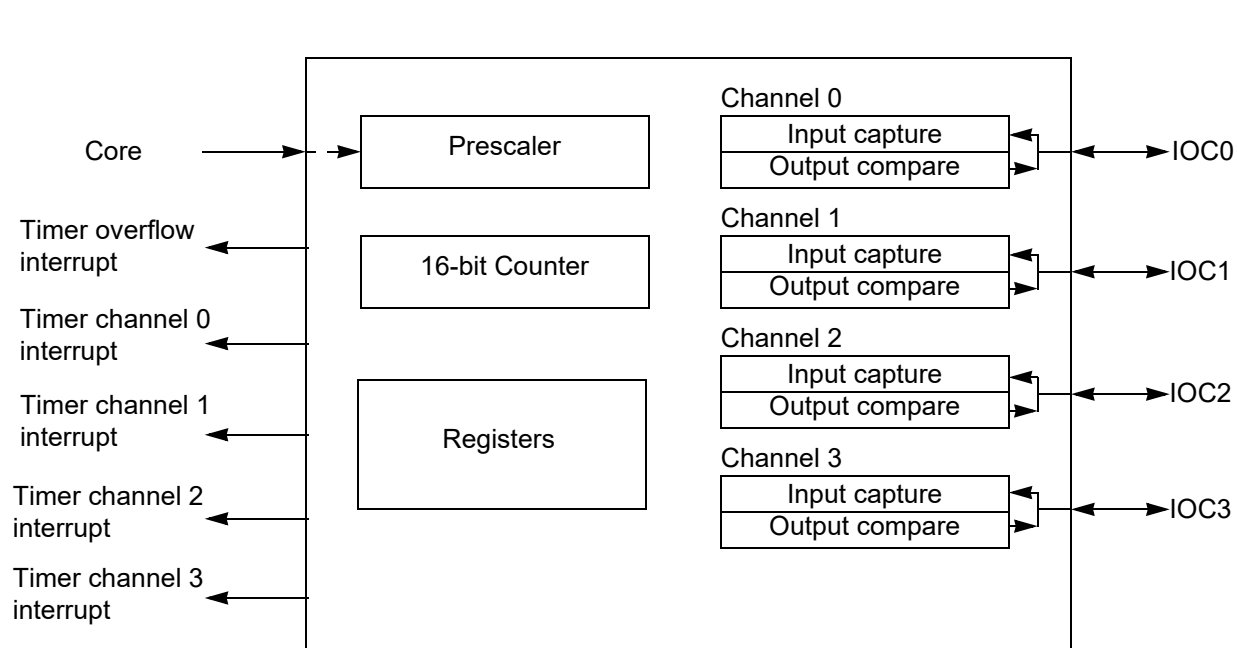 Core
Timer overflow
interrupt
Timer channel 0
interrupt
Timer channel 1
interrupt
Timer channel 2
interrupt
Timer channel 3
interrupt
Prescaler
16-bit Counter
Registers
Channel 0
Input capture
Output compare
IOC0
Channel 1
Input capture
Output compare
IOC1
Channel 2
Input capture
Output compare
IOC2
Channel 3
Input capture
Output compare
IOC3